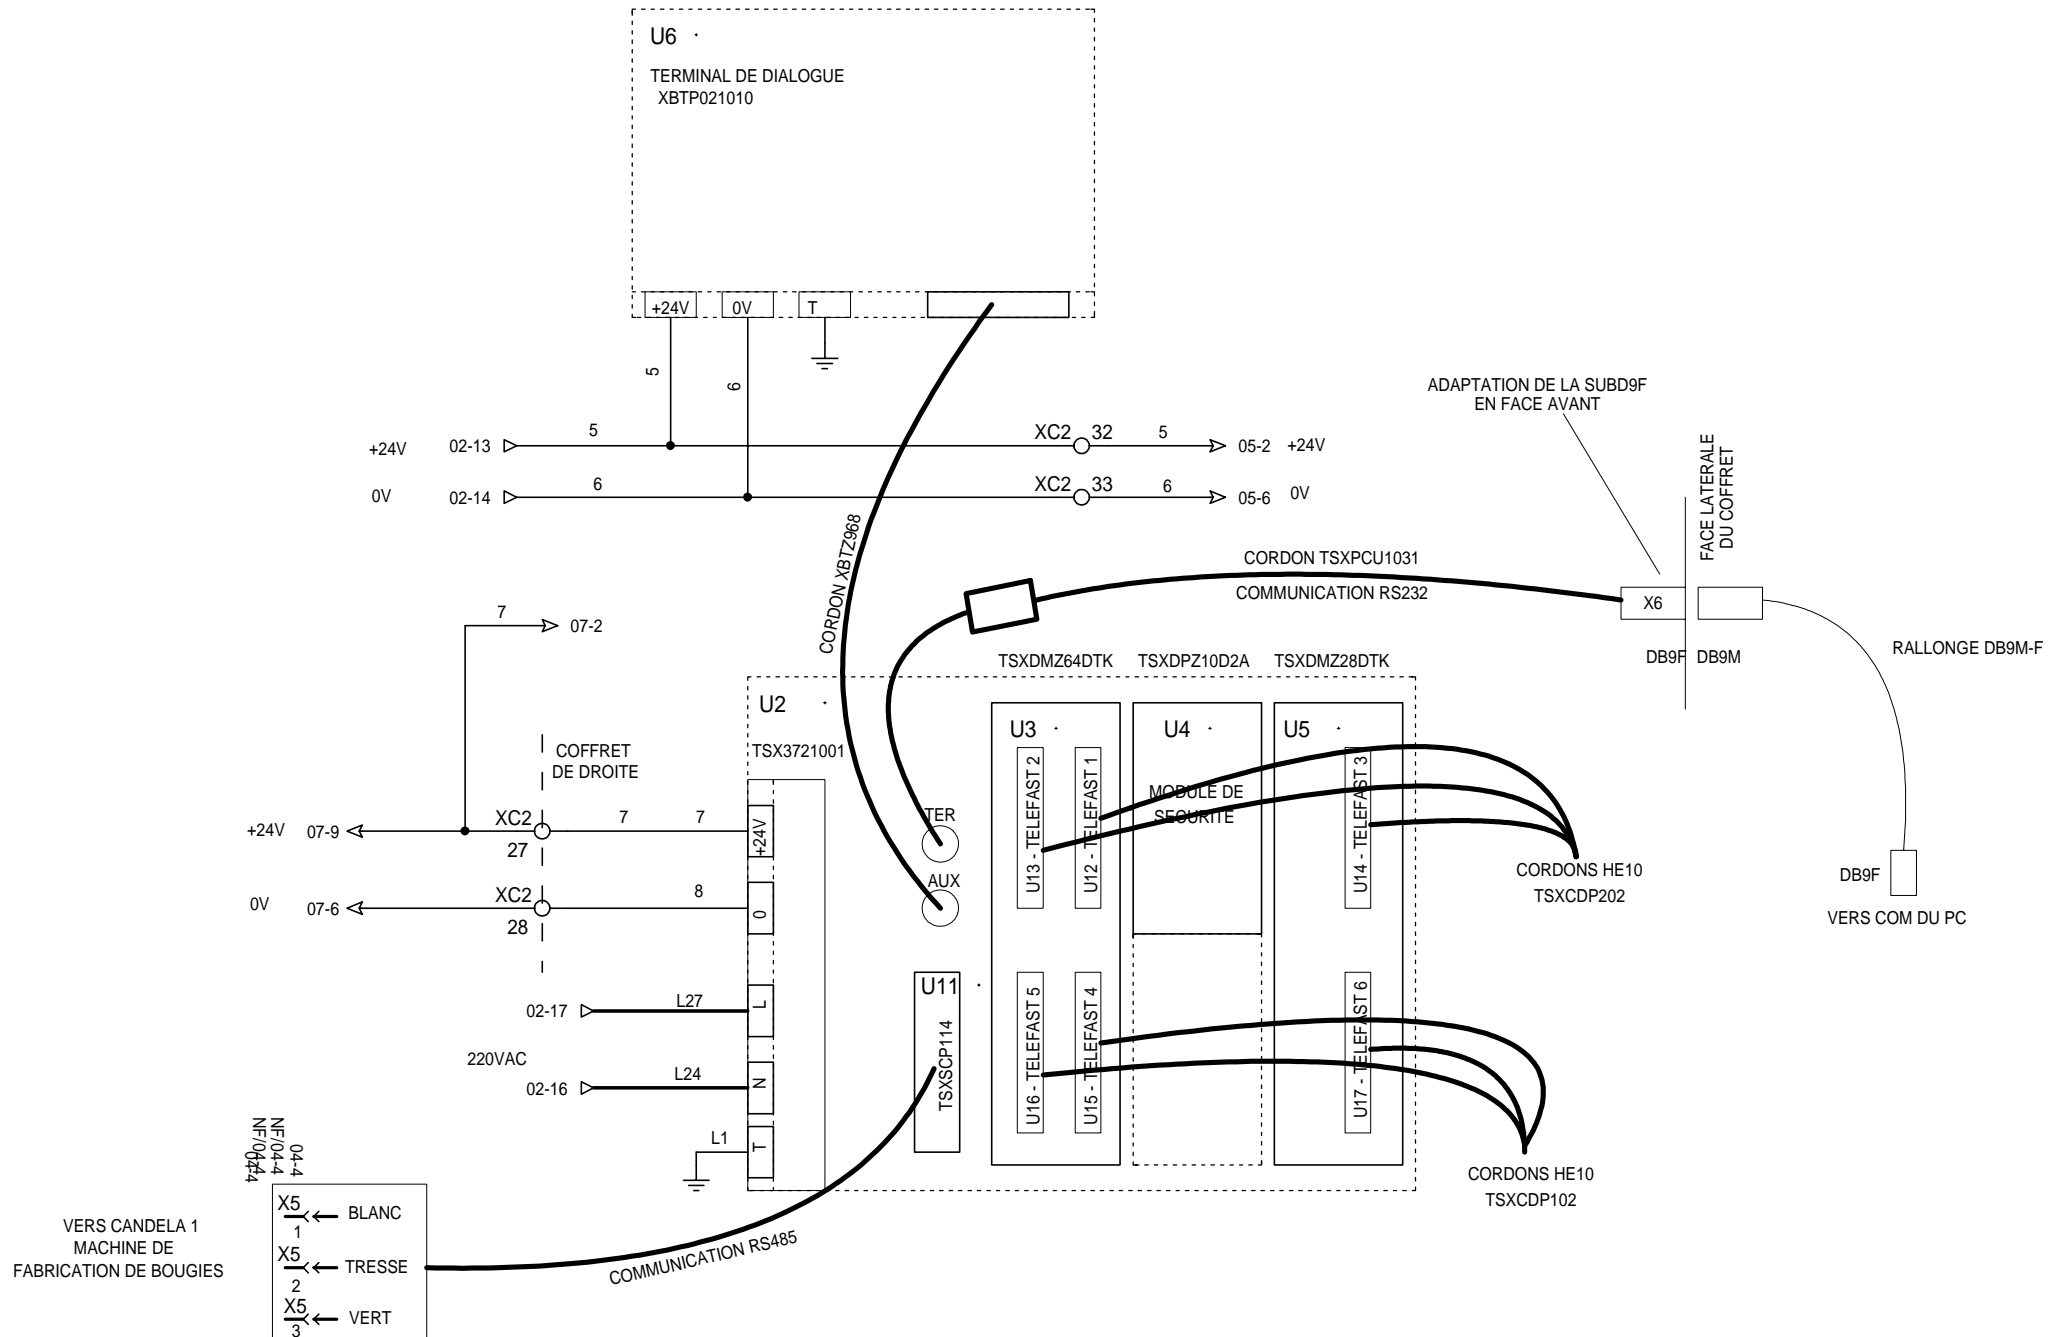 U6
TERMINAL DE DIALOGUE
XBTP021010
+24V
0V
T
5
6
ADAPTATION DE LA SUBD9F
EN FACE AVANT
FACE LATERALE
DU COFFRET
+24V 02-13 5 XC2 32 5 05-2 +24V
0V 02-14 6 XC2 33 6 05-6 0V
CORDON XBTZ968
CORDON TSXPCU1031
COMMUNICATION RS232
X6
DB9F DB9M
RALLONGE DB9M-F
7 07-2
TSXDMZ64DTK TSXDPZ10D2A TSXDMZ28DTK
U2
TSX3721001
U3
U4
U5
COFFRET
DE DROITE
U13 - TELEFAST 2
U12 - TELEFAST 1
MODULE DE
SECURITE
U14 - TELEFAST 3
TER
AUX
+24V 07-9 XC2 27 7 7 +24V
0V 07-6 XC2 28 8 0
CORDONS HE10
TSXCDP202
DB9F
VERS COM DU PC
02-17 L27 L
220VAC
02-16 L24 N
L1 T
U11
TSXSCP114
U16 - TELEFAST 5
U15 - TELEFAST 4
U17 - TELEFAST 6
CORDONS HE10
TSXCDP102
04-4
NF/04-4
NF/04-4
04-4
VERS CANDELA 1
MACHINE DE
FABRICATION DE BOUGIES
X5 1 BLANC
X5 2 TRESSE
X5 3 VERT
COMMUNICATION RS485